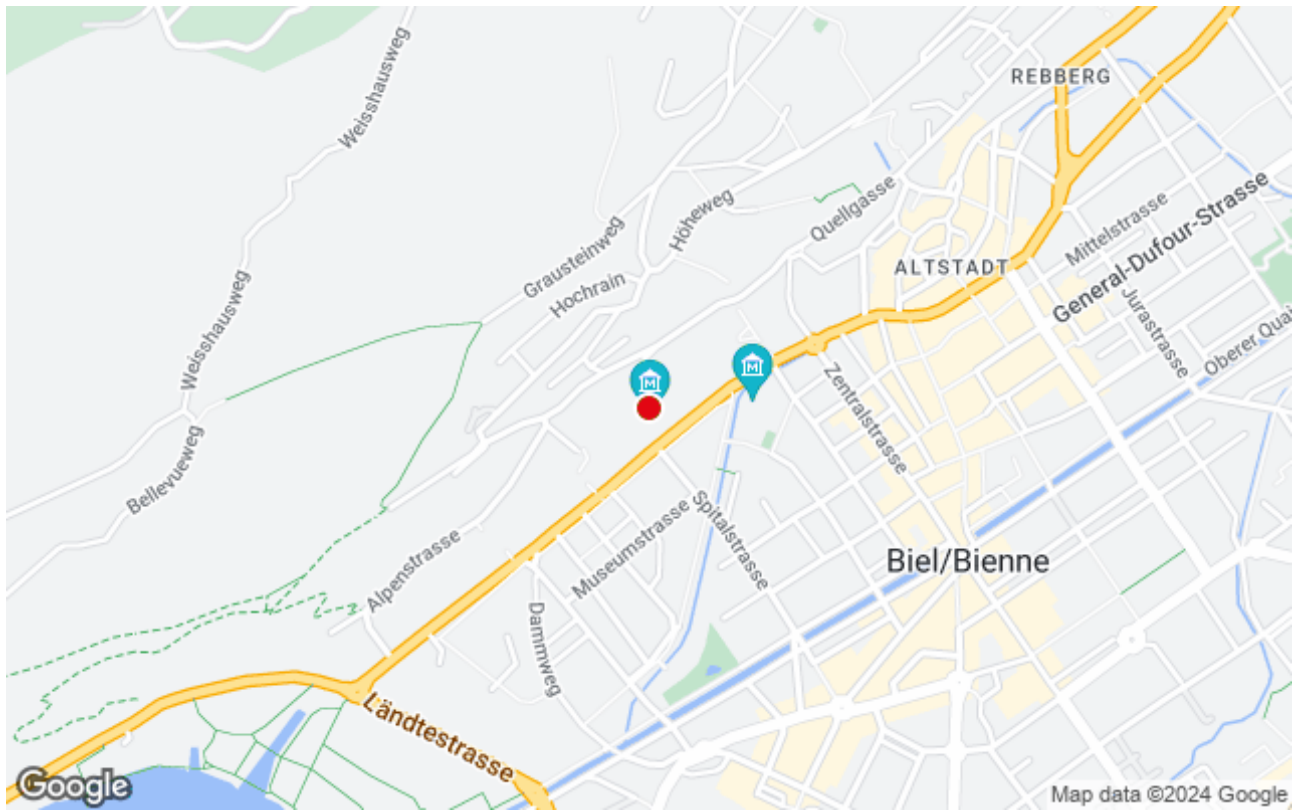 REBBERG
Weisshausweg
Quellgasse
Höheweg
Mittelstrasse
General-Dufour-Strasse
Grausteinweg
ALTSTADT
Hochrain
Jurastrasse
Weisshausweg
Oberer Quai
Zentralstrasse
Bellevueweg
M
M
Museumstrasse
Spitalstrasse
Biel/Bienne
Alpenstrasse
Dammweg
Ländtestrasse
Google
Map data ©2024 Google